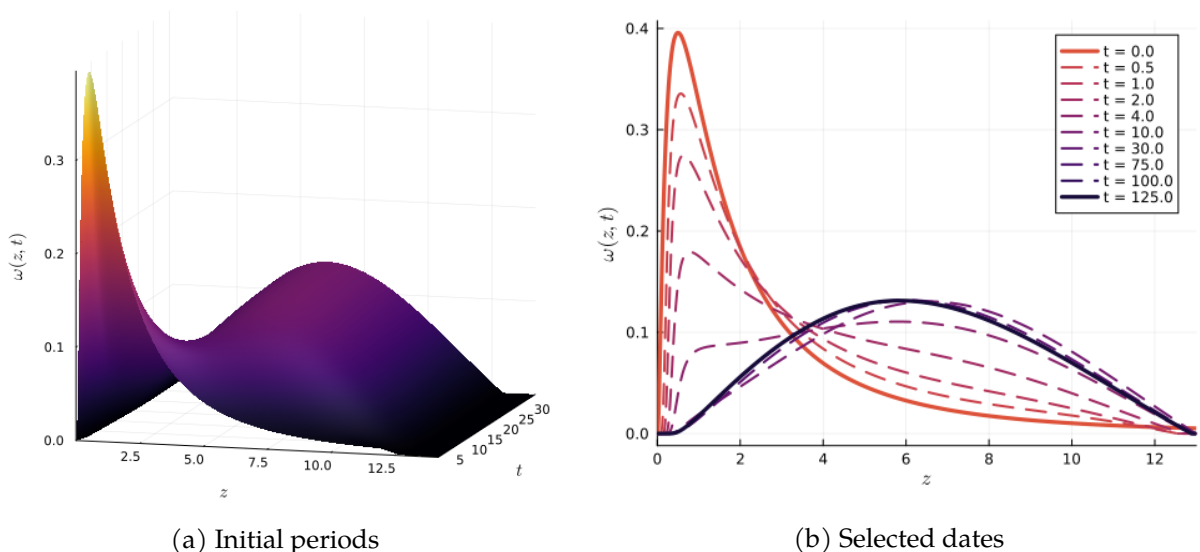 ω(z, t)
0.3
0.2
0.1
0.0
2.5
5.0
7.5
10.0
12.5
z
5
10
15
20
25
30
t
(a) Initial periods
ω(z, t)
0.4
0.3
0.2
0.1
0.0
0
2
4
6
8
10
12
z
t = 0.0
t = 0.5
t = 1.0
t = 2.0
t = 4.0
t = 10.0
t = 30.0
t = 75.0
t = 100.0
t = 125.0
(b) Selected dates